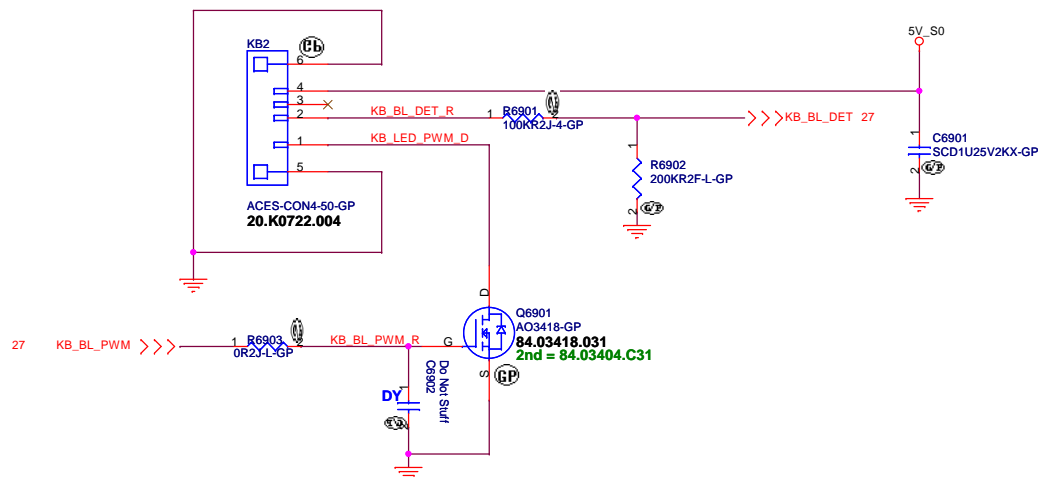 KB2
6
4
3
2
1
5
ACES-CON4-50-GP
20.K0722.004
KB_BL_DET_R
KB_LED_PWM_D
1
R6901
2
100KR2J-4-GP
KB_BL_DET 27
1
R6902
200KR2F-L-GP
2
5V_S0
1
C6901
SCD1U25V2KX-GP
2
27 KB_BL_PWM
1
R6903
2
0R2J-L-GP
KB_BL_PWM_R
G
D
S
Q6901
AO3418-GP
84.03418.031
2nd = 84.03404.C31
GP
DY
1
2
C6902
Do Not Stuff